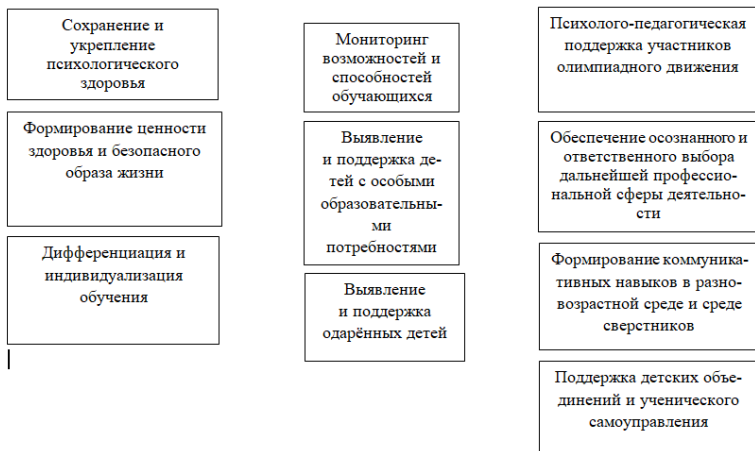 Сохранение и
укрепление
психологического
здоровья
Формирование ценности
здоровья и безопасного
образа жизни
Дифференциация и
индивидуализация
обучения
Мониторинг
возможностей и
способностей
обучающихся
Выявление
и поддержка де-
тей с особыми
образовательны-
ми
потребностями
Выявление
и поддержка
одарённых детей
Психолого-педагогическая
поддержка участников
олимпиадного движения
Обеспечение осознанного и
ответственного выбора
дальнейшей профессио-
нальной сферы деятельно-
сти
Формирование коммуника-
тивных навыков в разно-
возрастной среде и среде
сверстников
Поддержка детских объе-
динений и ученического
самоуправления